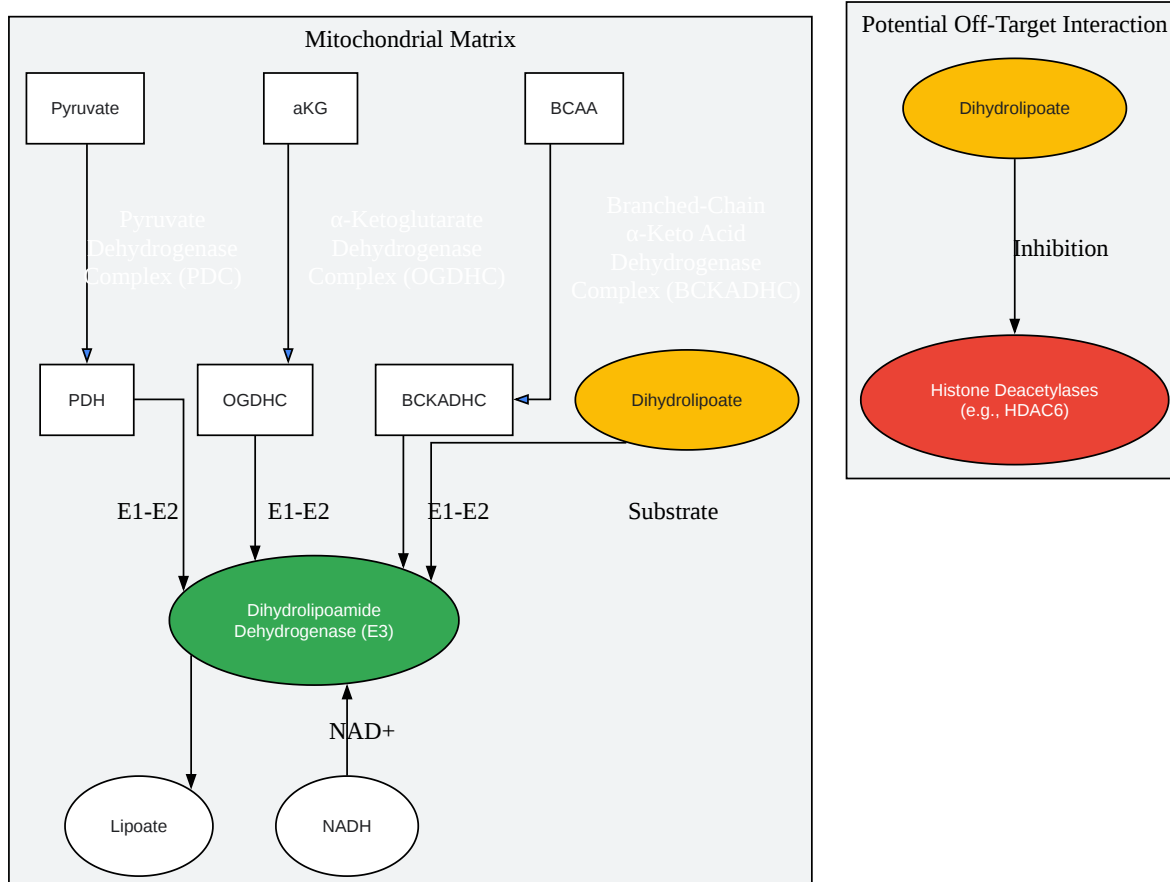 Mitochondrial Matrix
Pyruvate
aKG
BCAA
Pyruvate
Dehydrogenase
Complex (PDC)
α-Ketoglutarate
Dehydrogenase
Complex (OGDHC)
Branched-Chain
α-Keto Acid
Dehydrogenase
Complex (BCKADHC)
PDH
OGDHC
BCKADHC
Dihydrolipoate
E1-E2
E1-E2
E1-E2
Substrate
Dihydrolipoamide
Dehydrogenase (E3)
NAD+
Lipoate
NADH
Potential Off-Target Interaction
Dihydrolipoate
Inhibition
Histone Deacetylases
(e.g., HDAC6)